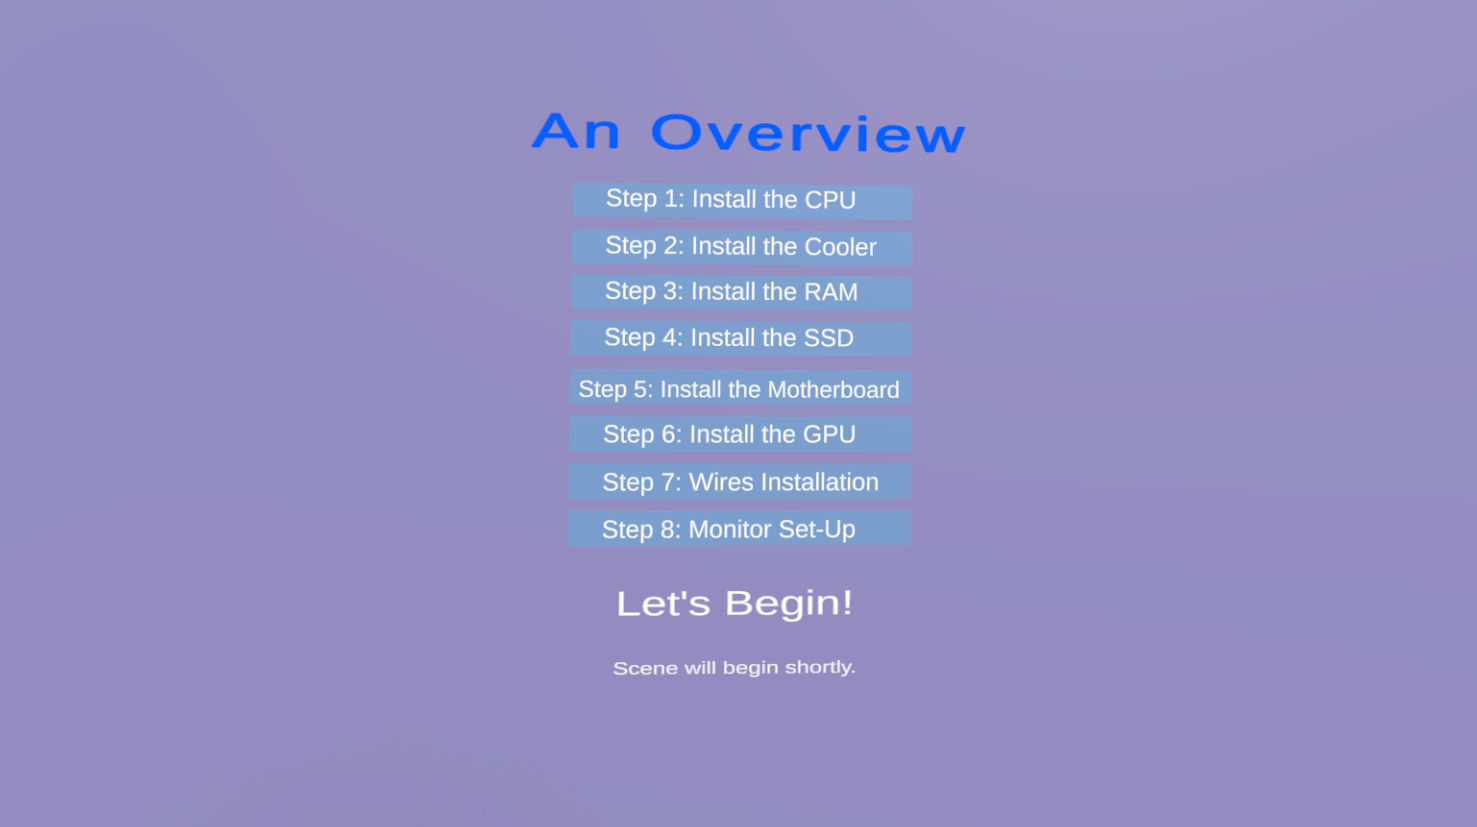 An Overview
Step 1: Install the CPU
Step 2: Install the Cooler
Step 3: Install the RAM
Step 4: Install the SSD
Step 5: Install the Motherboard
Step 6: Install the GPU
Step 7: Wires Installation
Step 8: Monitor Set-Up
Let's Begin!
Scene will begin shortly.